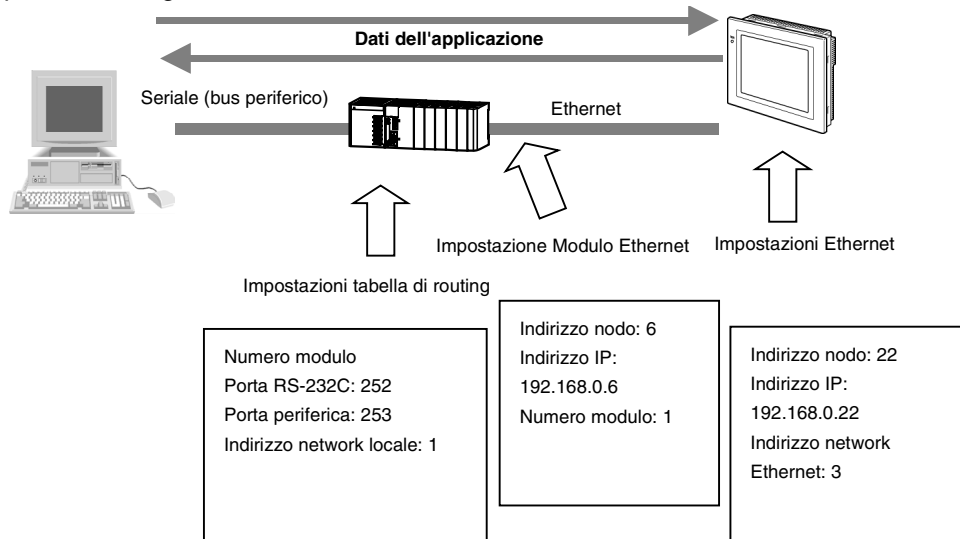 Dati dell'applicazione
Seriale (bus periferico)
Ethernet
Impostazione Modulo Ethernet
Impostazioni Ethernet
Impostazioni tabella di routing
Numero modulo
Porta RS-232C: 252
Porta periferica: 253
Indirizzo network locale: 1
Indirizzo nodo: 6
Indirizzo IP:
192.168.0.6
Numero modulo: 1
Indirizzo nodo: 22
Indirizzo IP:
192.168.0.22
Indirizzo network
Ethernet: 3